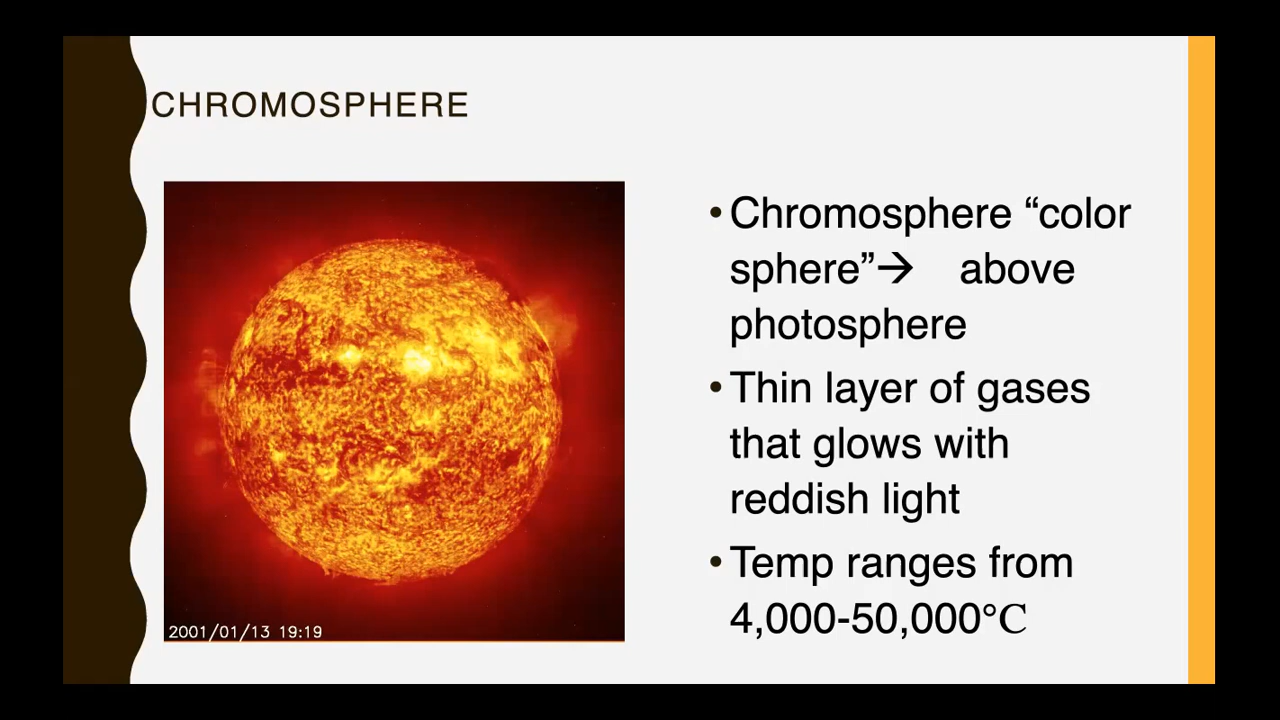 CHROMOSPHERE
•Chromosphere “color
sphere”→ above
photosphere
•Thin layer of gases
that glows with
reddish light
•Temp ranges from
4,000-50,000°C
2001/01/13 19:19